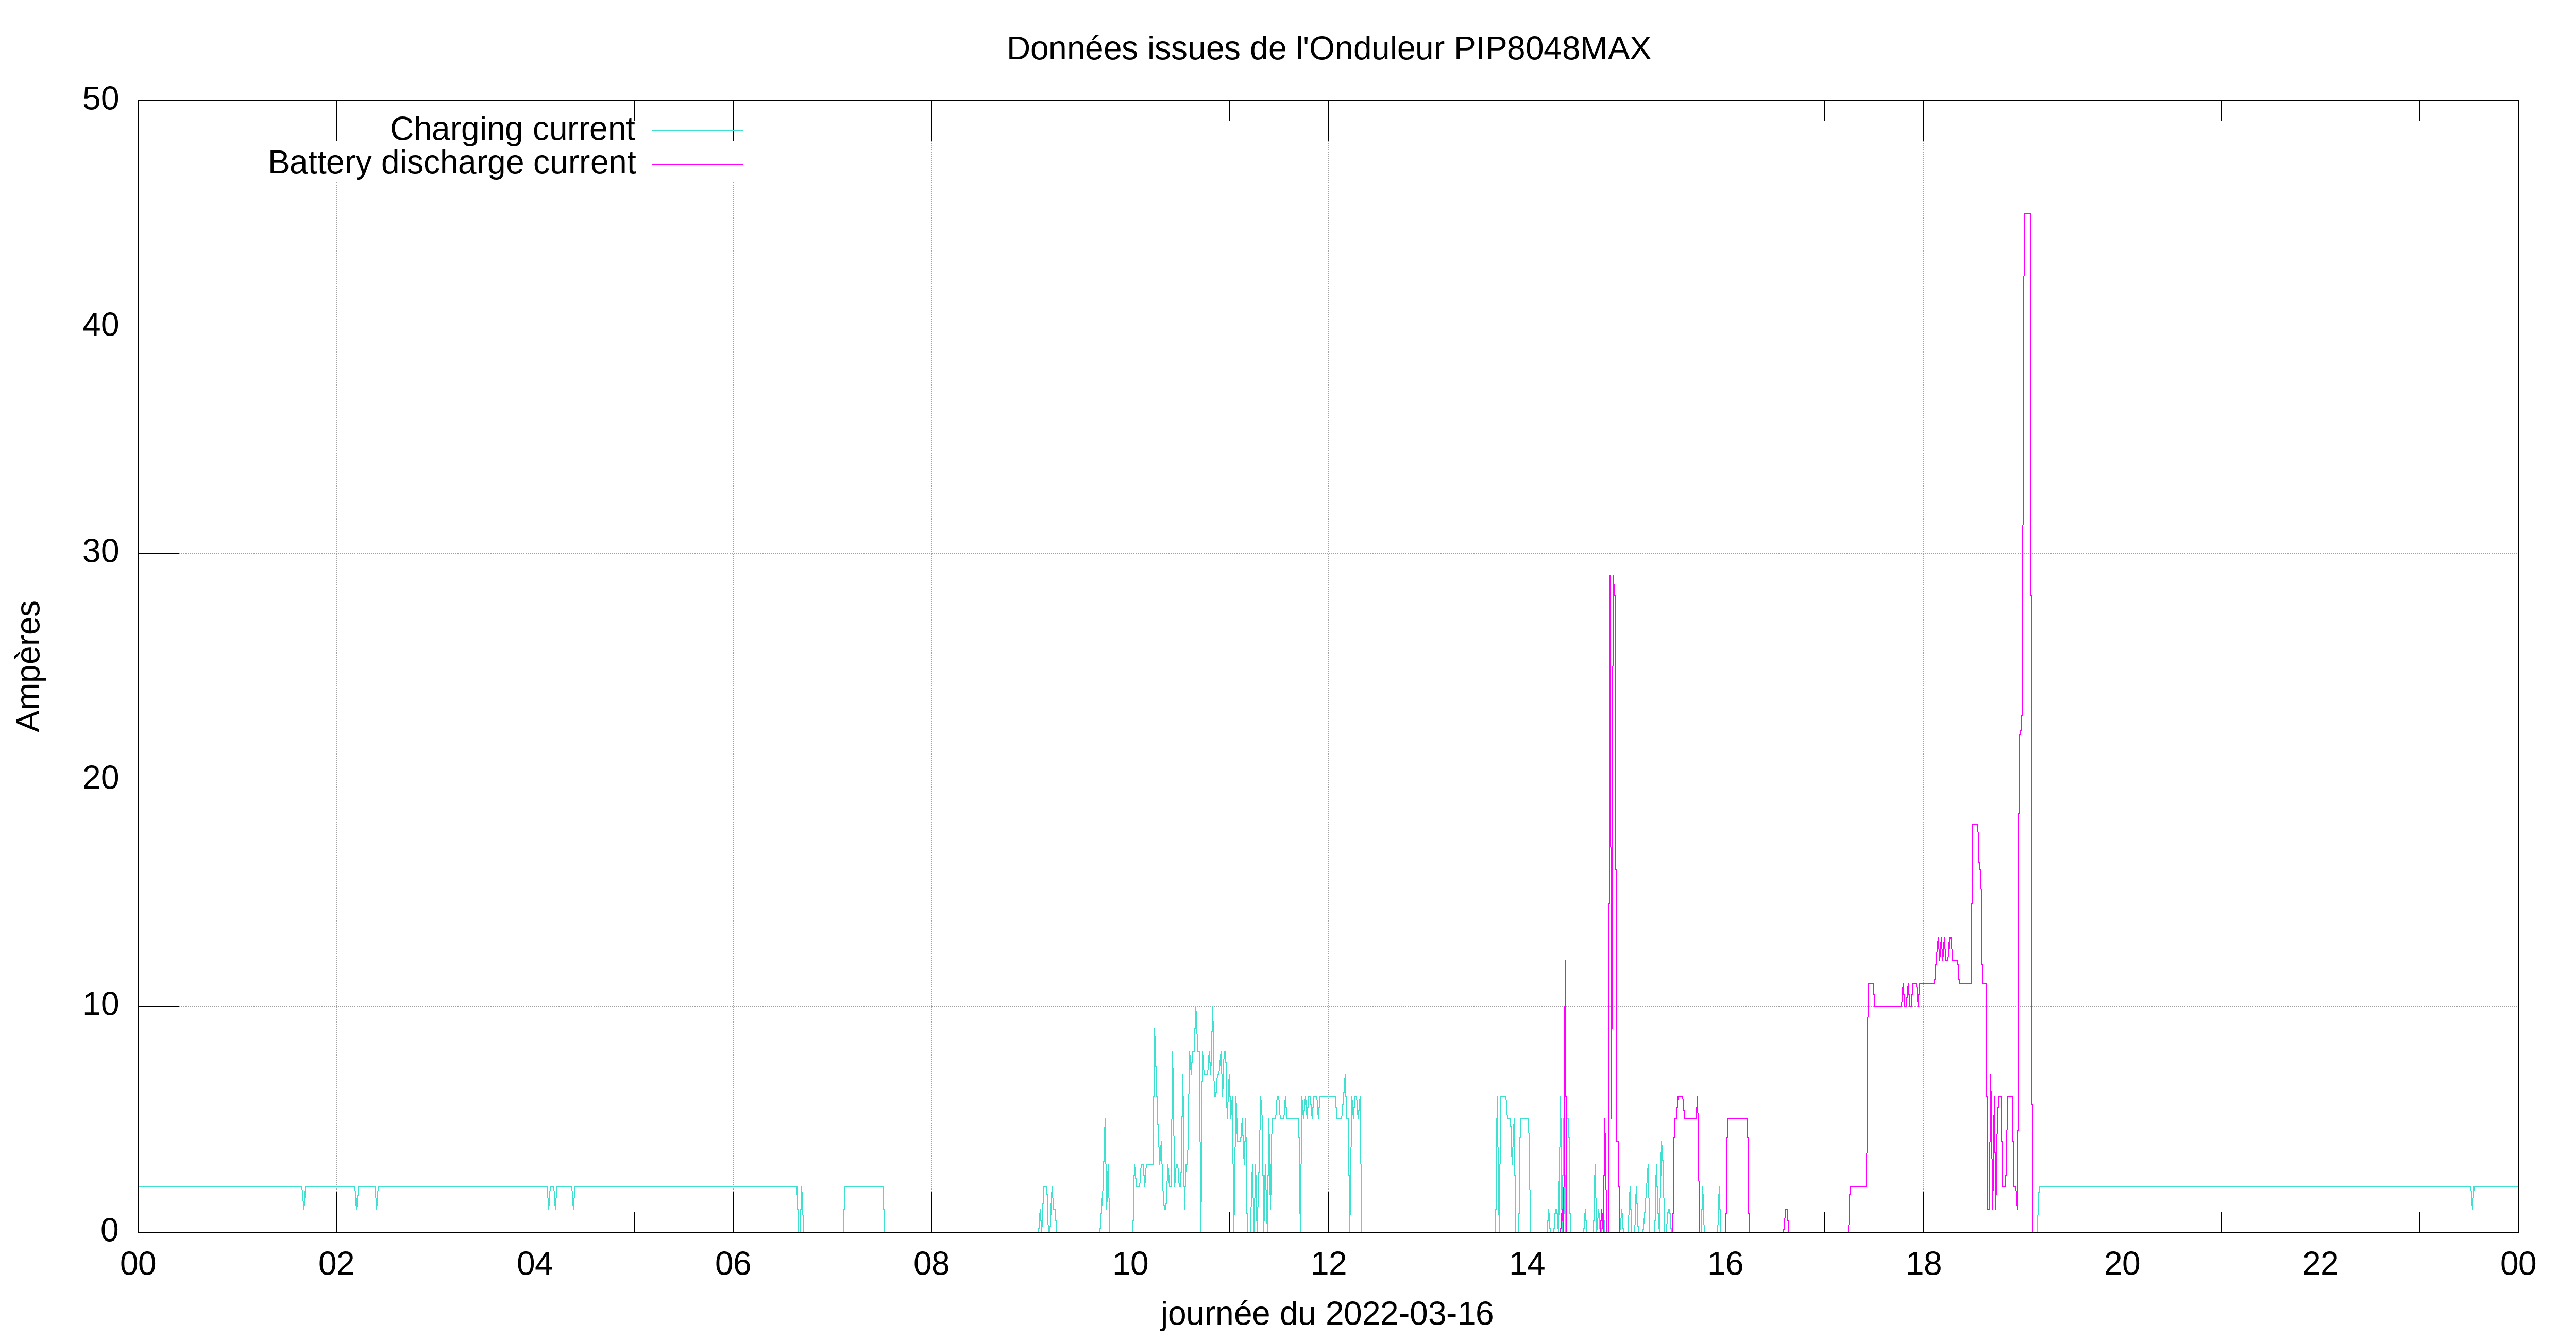 Données issues de l'Onduleur PIP8048MAX
50
Charging current
Battery discharge current
40
30
Ampères
20
10
0
00 02 04 06 08 10 12 14 16 18 20 22 00
journée du 2022-03-16